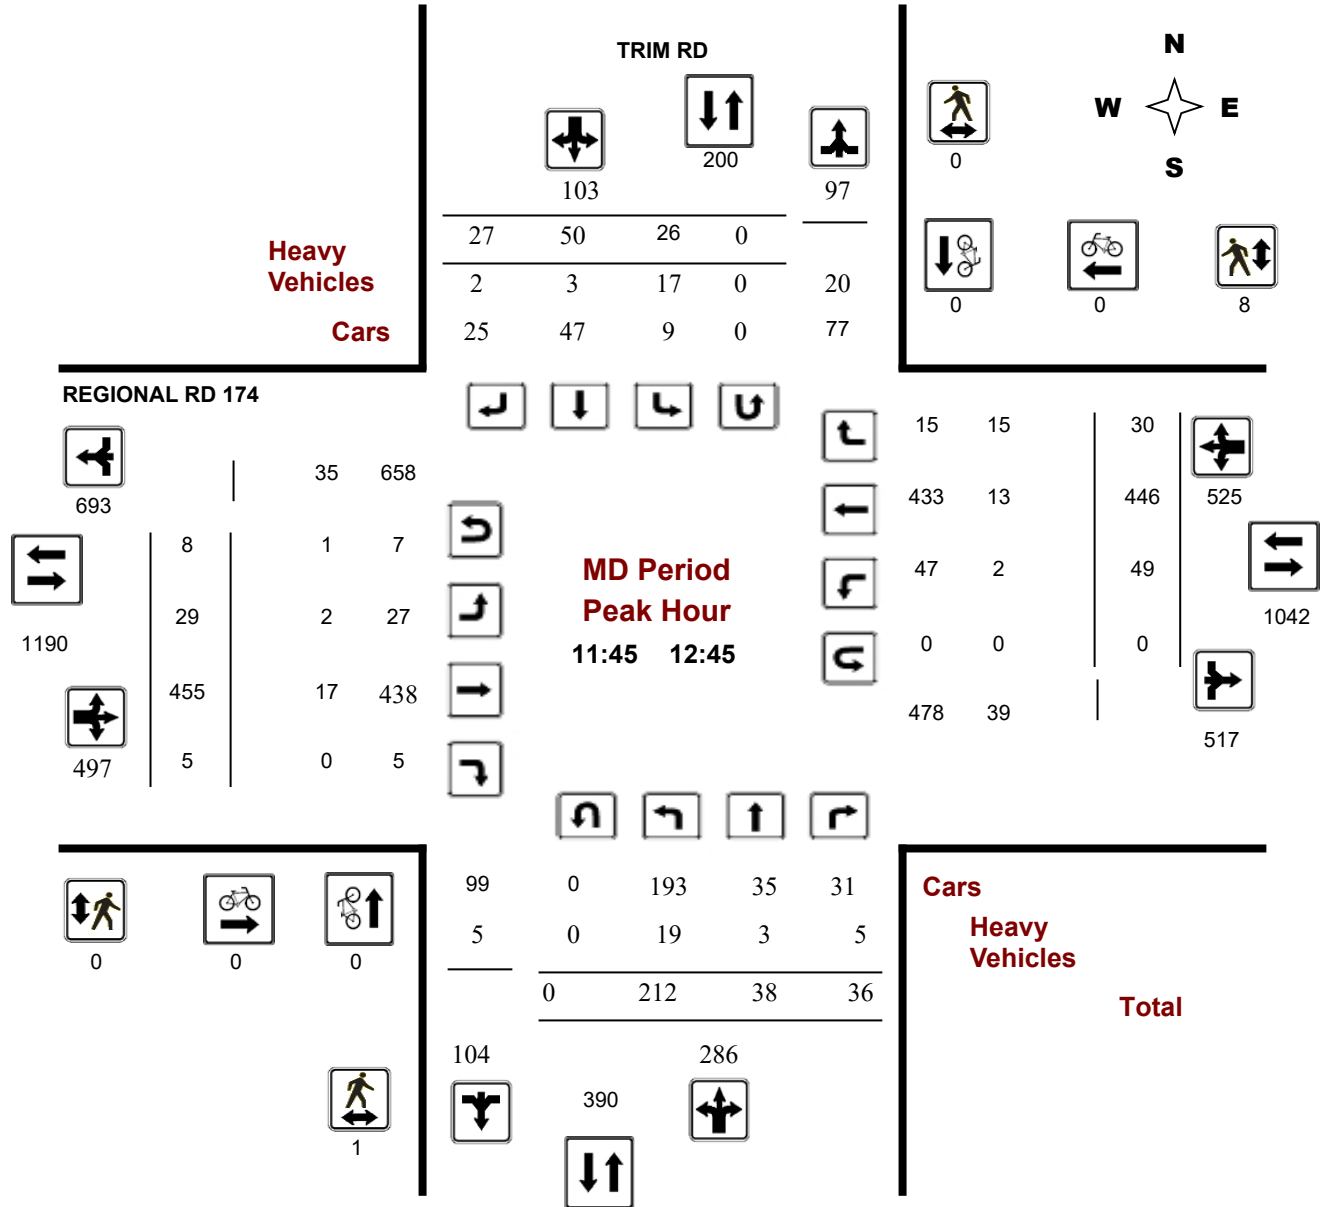 TRIM RD
N
W E
S
200
0
103
97
27 50 26 0
Heavy
Vehicles
2 3 17 0
20
0 0 8
Cars
25 47 9 0
77
REGIONAL RD 174
15 15 30
35 658
693
433 13 446 525
8 1 7
MD Period
47 2 49
Peak Hour
29 2 27
1042
1190
11:45 12:45
0 0 0
455 17 438
478 39
517
497
5 0 5
99 0 193 35 31
Cars
5 0 19 3 5
Heavy
Vehicles
0 0 0
0 212 38 36
Total
104 286
390
1